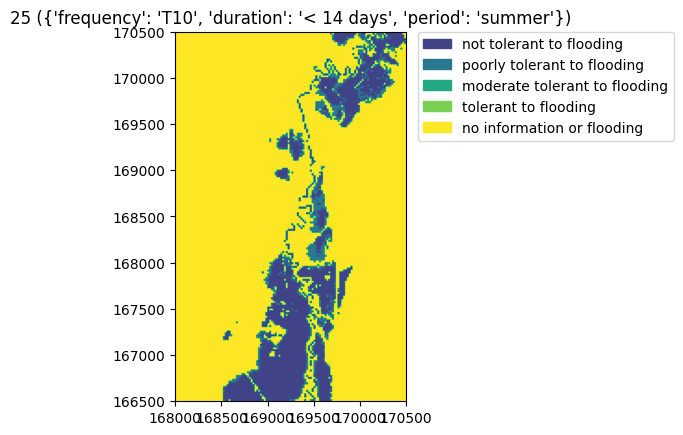 25 ({'frequency': 'T10', 'duration': '< 14 days', 'period': 'summer'})
170500
170000
169500
169000
168500
168000
167500
167000
166500
168000 168500 169000 169500 170000 170500
not tolerant to flooding
poorly tolerant to flooding
moderate tolerant to flooding
tolerant to flooding
no information or flooding